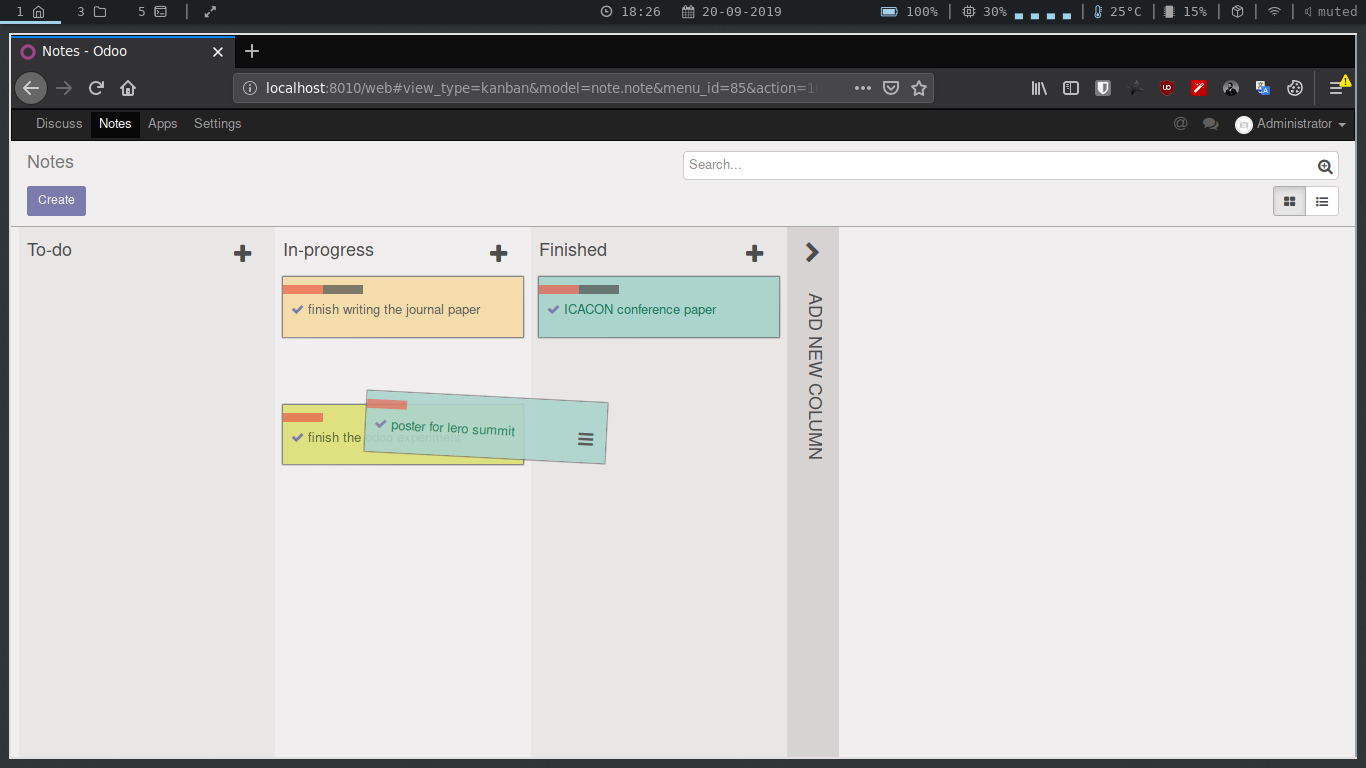 1 3 5 18:26 20-09-2019 100% 30% 25°C 15% muted
Notes - Odoo
localhost:8010/web#view_type=kanban&model=note.note&menu_id=85&action=1
Discuss Notes Apps Settings @ Administrator
Notes Search...
Create
To-do In-progress Finished
finish writing the journal paper ICACON conference paper
poster for lero summit
finish the odoo experiment
ADD NEW COLUMN